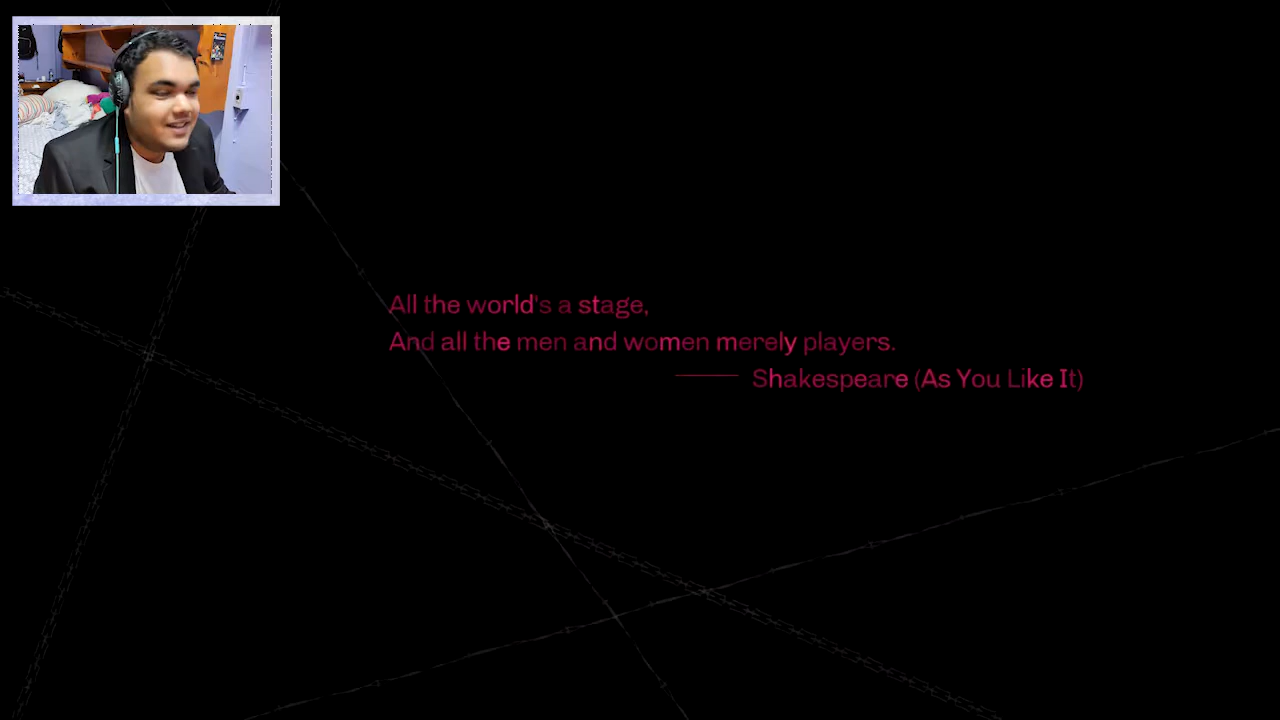 All the world's a stage,
And all the men and women merely players.
Shakespeare (As You Like It)